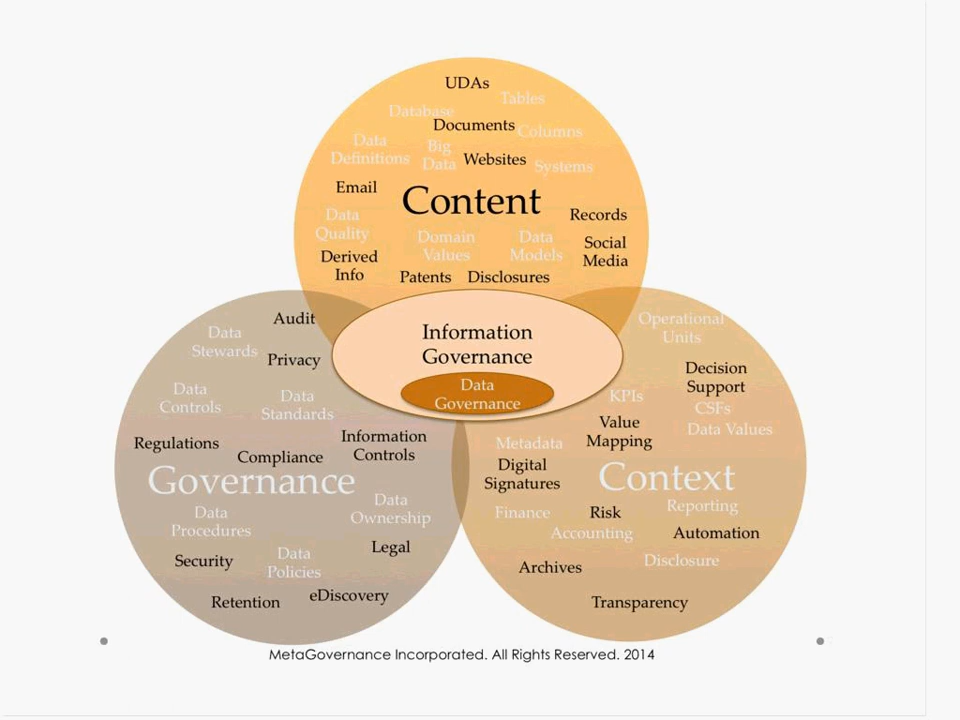 UDAs
Tables
Database
Documents
Columns
Data
Definitions
Big
Data
Websites
Systems
Email
Content
Data
Quality
Records
Domain
Values
Data
Models
Social
Media
Derived
Info
Patents
Disclosures
Information
Governance
Data
Governance
Audit
Data
Stewards
Privacy
Data
Controls
Data
Standards
Regulations
Information
Controls
Compliance
Governance
Data
Ownership
Data
Procedures
Legal
Security
Data
Policies
Retention
eDiscovery
Operational
Units
Decision
Support
KPIs
CSFs
Value
Mapping
Data Values
Metadata
Digital
Signatures
Context
Finance
Risk
Reporting
Accounting
Automation
Archives
Disclosure
Transparency
MetaGovernance Incorporated. All Rights Reserved. 2014